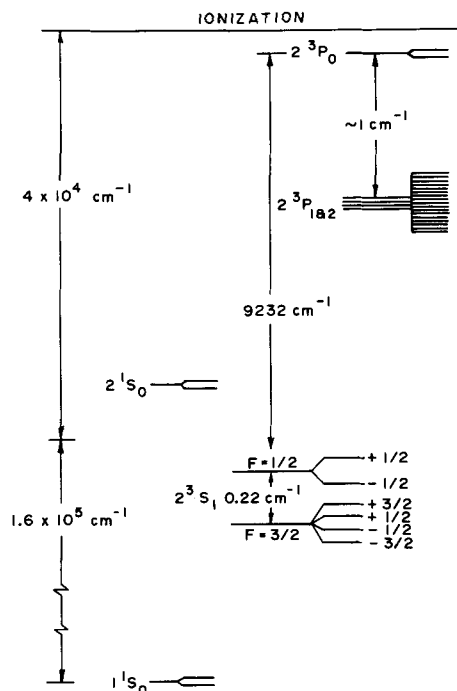 IONIZATION
2 ³P₀
~1 cm⁻¹
4 x 10⁴ cm⁻¹
2 ³P₁&₂
9232 cm⁻¹
2 ¹S₀
F = 1/2
+ 1/2
- 1/2
2³S₁ 0.22 cm⁻¹
+ 3/2
+ 1/2
- 1/2
- 3/2
F = 3/2
1.6 x 10⁵ cm⁻¹
1 ¹S₀